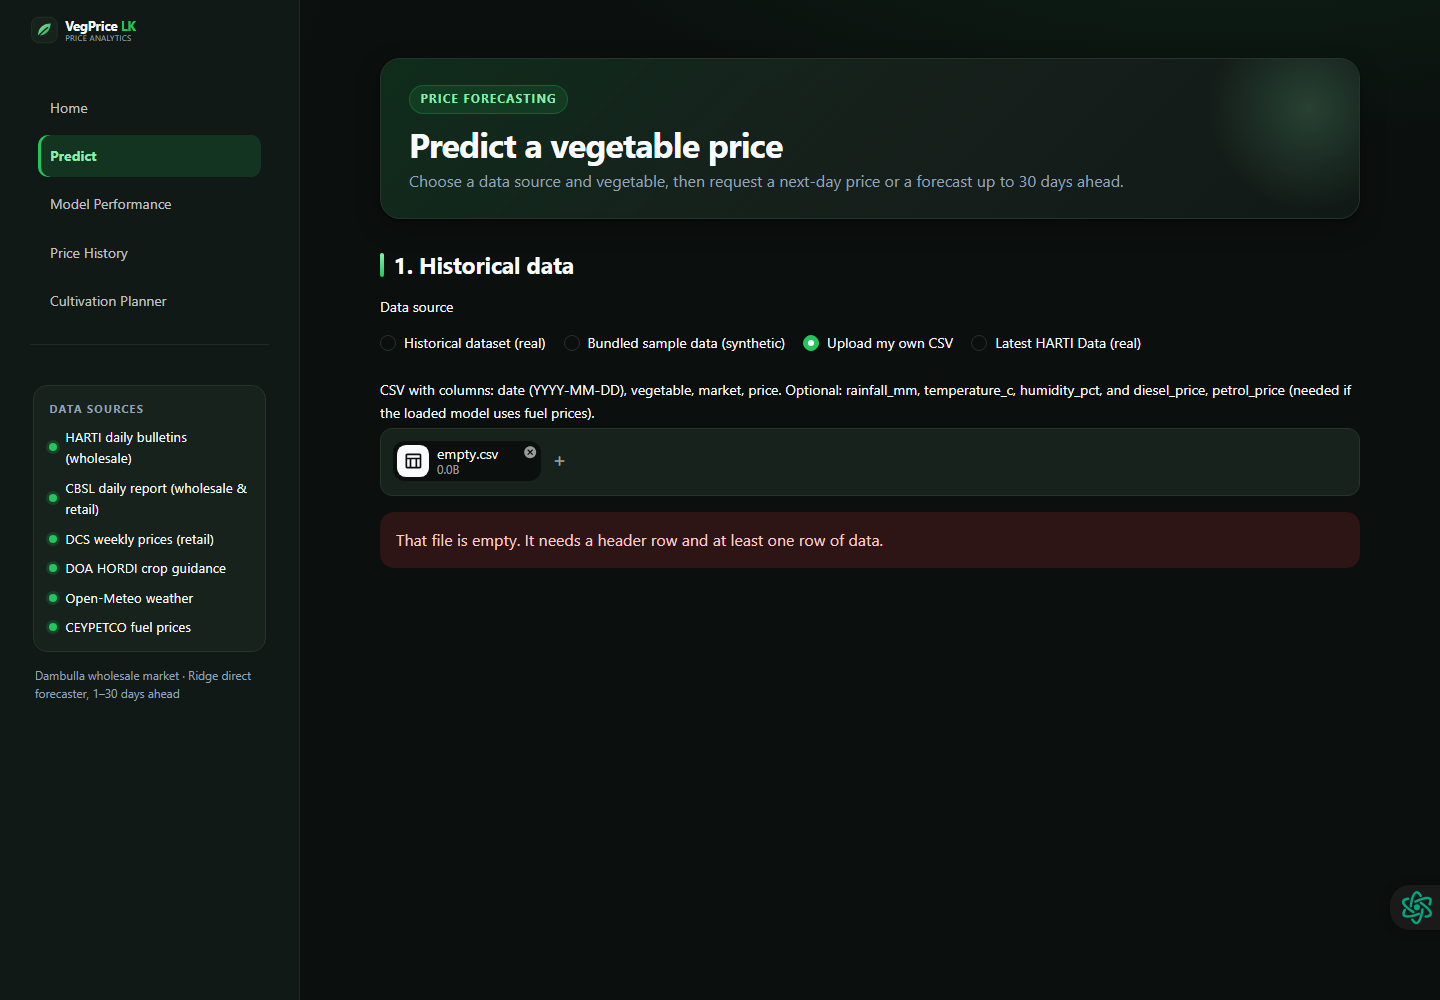 VegPrice LK
PRICE ANALYTICS
Home
Predict
Model Performance
Price History
Cultivation Planner
DATA SOURCES
HARTI daily bulletins
(wholesale)
CBSL daily report (wholesale &
retail)
DCS weekly prices (retail)
DOA HORDI crop guidance
Open-Meteo weather
CEYPETCO fuel prices
Dambulla wholesale market · Ridge direct
forecaster, 1–30 days ahead
PRICE FORECASTING
Predict a vegetable price
Choose a data source and vegetable, then request a next-day price or a forecast up to 30 days ahead.
1. Historical data
Data source
Historical dataset (real)
Bundled sample data (synthetic)
Upload my own CSV
Latest HARTI Data (real)
CSV with columns: date (YYYY-MM-DD), vegetable, market, price. Optional: rainfall_mm, temperature_c, humidity_pct, and diesel_price, petrol_price (needed if
the loaded model uses fuel prices).
empty.csv
0.0B
That file is empty. It needs a header row and at least one row of data.